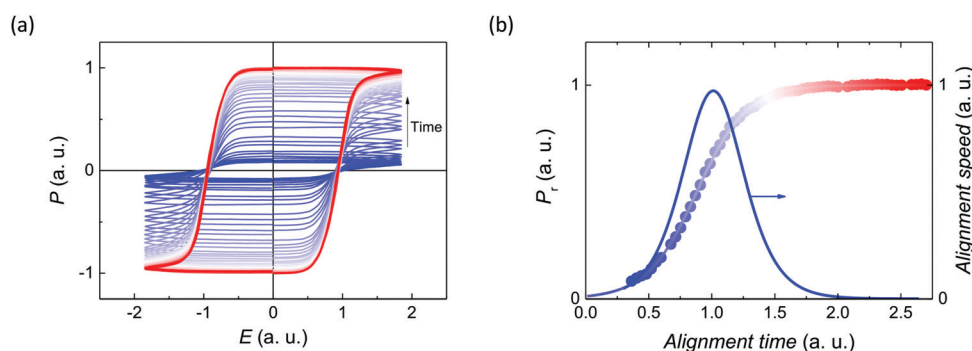 (a)
1
0
-1
P (a. u.)
Time
-2
-1
0
1
2
E (a. u.)
(b)
1
0
Pr (a. u.)
1
0
Alignment speed
(a. u.)
0.0
0.5
1.0
1.5
2.0
2.5
Alignment time (a. u.)